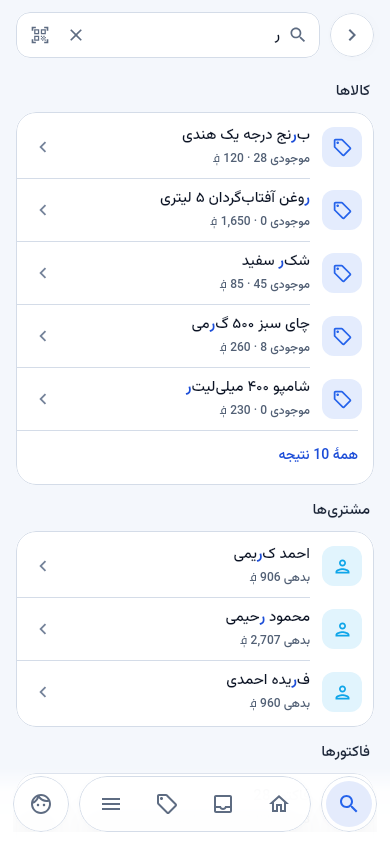 ر
کالاها
برنج درجه یک هندی
موجودی 28 · 120 ؋
روغن آفتاب‌گردان ۵ لیتری
موجودی 0 · 1,650 ؋
شکر سفید
موجودی 45 · 85 ؋
چای سبز ۵۰۰ گرمی
موجودی 8 · 260 ؋
شامپو ۴۰۰ میلی‌لیتر
موجودی 0 · 230 ؋
همهٔ 10 نتیجه
مشتری‌ها
احمد کریمی
بدهی 906 ؋
محمود رحیمی
بدهی 2,707 ؋
فریده احمدی
بدهی 960 ؋
فاکتورها